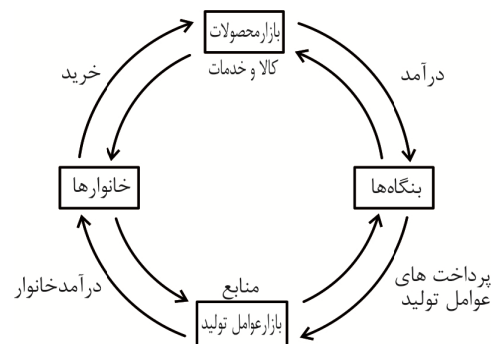 بازارمحصولات
کالا و خدمات
درآمد
خرید
بنگاه‌ها
خانوارها
پرداخت های
عوامل تولید
منابع
درآمدخانوار
بازارعوامل تولید